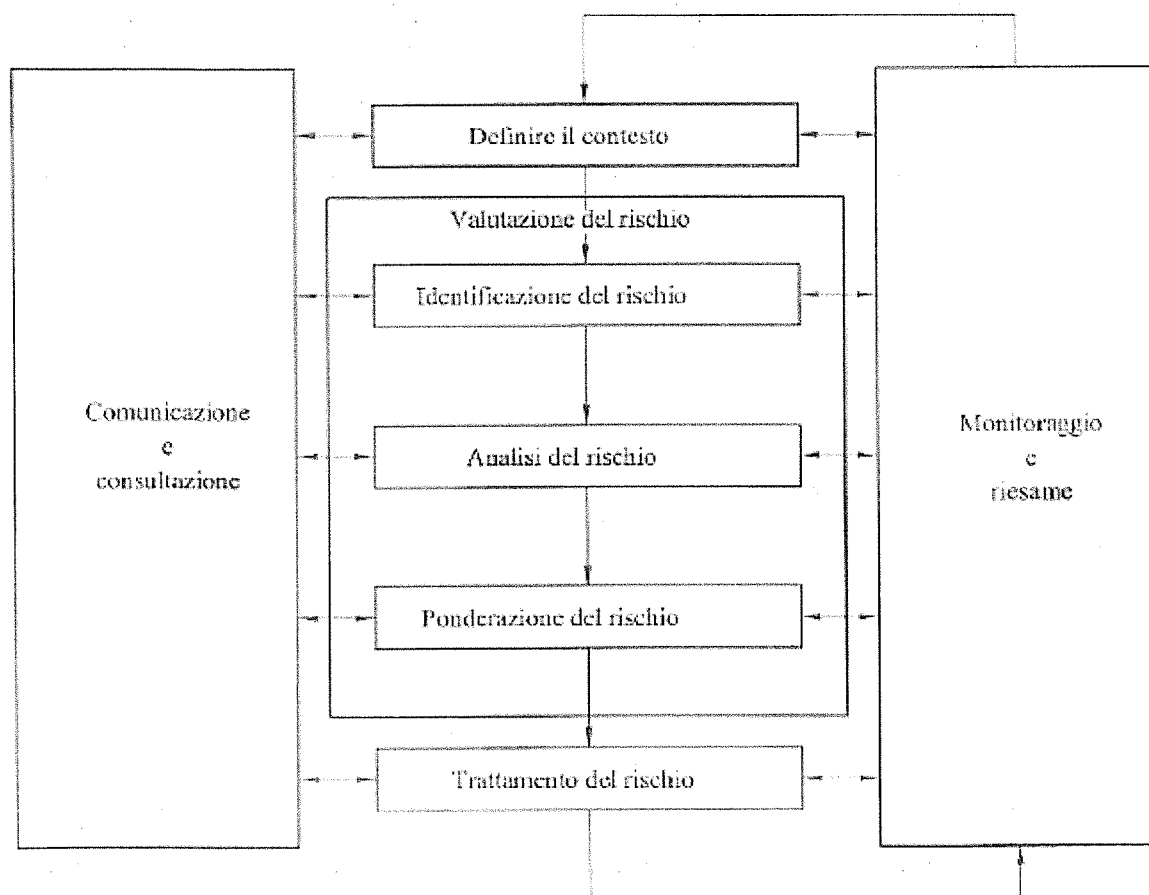 Definire il contesto
Valutazione del rischio
Identificazione del rischio
Comunicazione
e
consultazione
Analisi del rischio
Monitoraggio
e
riesame
Ponderazione del rischio
Trattamento del rischio